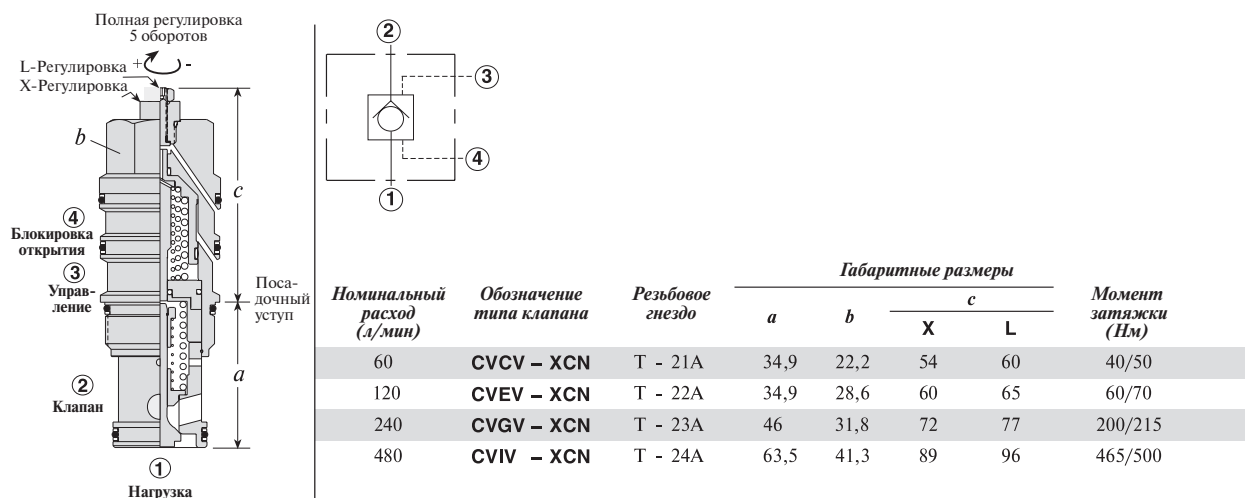 Полная регулировка
5 оборотов
L-Регулировка + -
X-Регулировка
b
c
④
Блокировка
открытия
③
Управ-
ление
Поса-
дочный
уступ
a
②
Клапан
①
Нагрузка
②
③
④
①
Габаритные размеры
Номинальный расход (л/мин) Обозначение типа клапана Резьбовое гнездо a b c X L Момент затяжки (Нм)
60 CVCV – XCN T - 21A 34,9 22,2 54 60 40/50
120 CVEV – XCN T - 22A 34,9 28,6 60 65 60/70
240 CVGV – XCN T - 23A 46 31,8 72 77 200/215
480 CVIV – XCN T - 24A 63,5 41,3 89 96 465/500